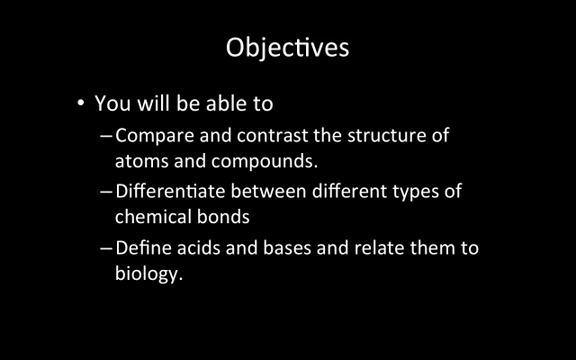 Objectives
• You will be able to
–Compare and contrast the structure of
atoms and compounds.
–Differentiate between different types of
chemical bonds
–Define acids and bases and relate them to
biology.